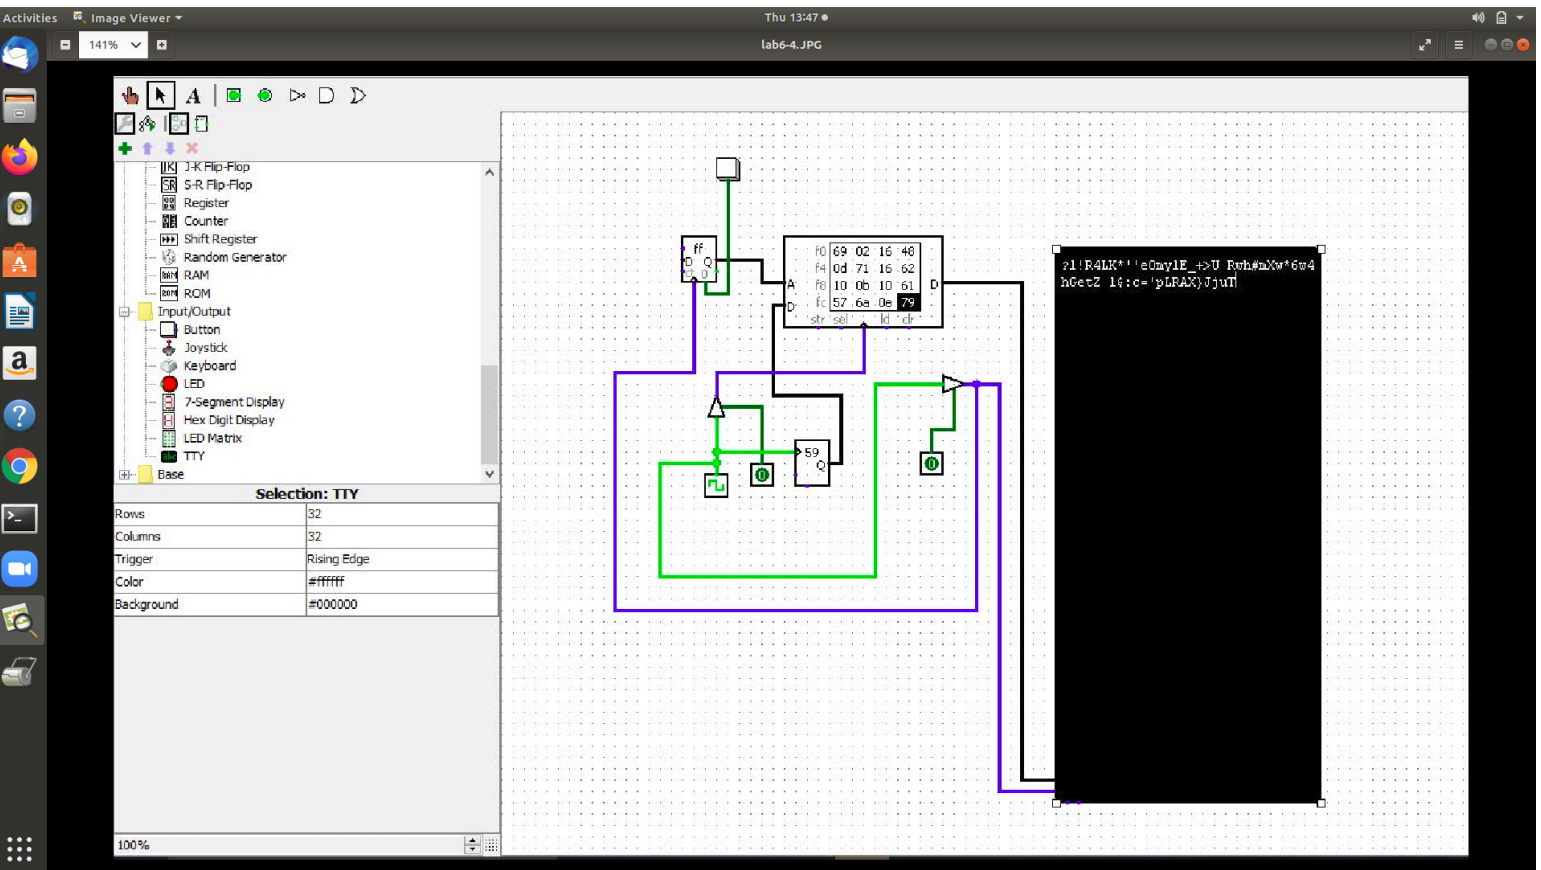 Activities Image Viewer Thu 13:47
141% lab6-4.JPG
A
J-K Flip-Flop
S-R Flip-Flop
Register
Counter
Shift Register
Random Generator
RAM
ROM
Input/Output
Button
Joystick
Keyboard
LED
7-Segment Display
Hex Digit Display
LED Matrix
TTY
Base
Selection: TTY
Rows 32
Columns 32
Trigger Rising Edge
Color #ffffff
Background #000000
100%
ff
D Q
0
f0 69 02 16 48
f4 0d 71 16 62
f8 10 0b 10 61
fc 57 6a 0e 79
A
D
D
str sel ld clr
59
Q
0
0